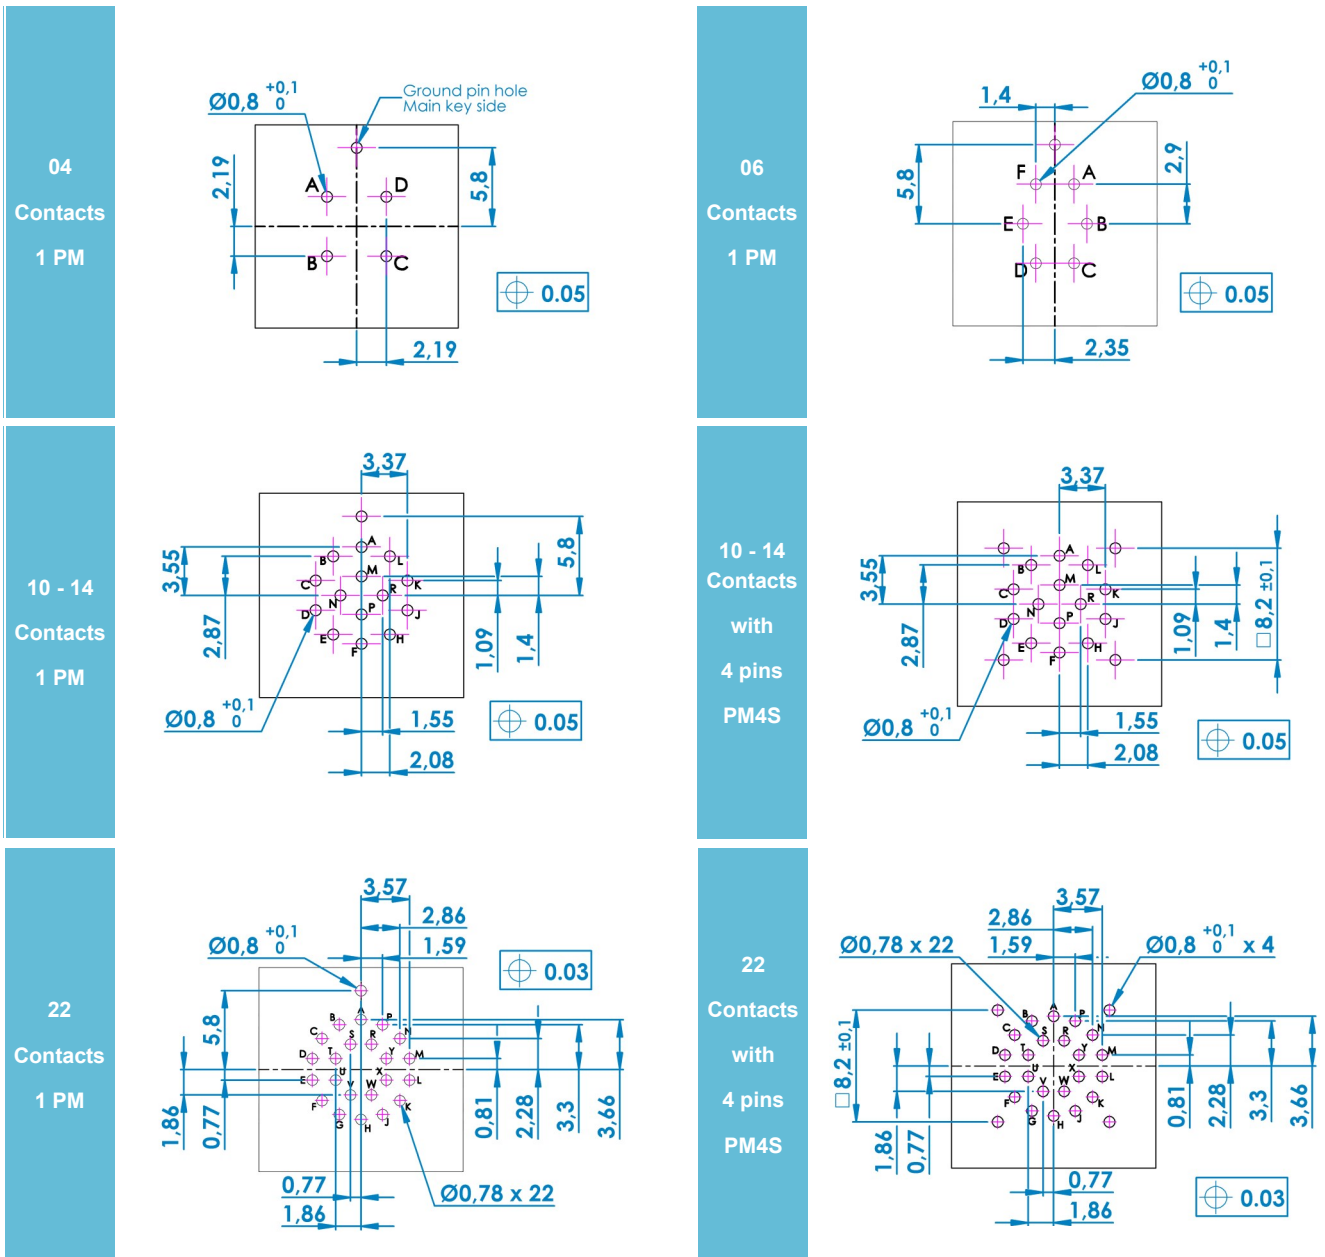 04
Contacts
1 PM
Ø0,8 +0,1 0
Ground pin hole
Main key side
2,19
A
D
5,8
B
C
0.05
2,19
06
Contacts
1 PM
1,4
Ø0,8 +0,1 0
5,8
2,9
F
A
E
B
D
C
0.05
2,35
10 - 14
Contacts
1 PM
3,37
3,55
2,87
5,8
A
B
L
C
M
K
N
R
D
P
J
E
H
F
1,09
1,4
Ø0,8 +0,1 0
1,55
0.05
2,08
10 - 14
Contacts
with
4 pins
PM4S
3,37
3,55
2,87
A
B
L
C
M
K
N
R
D
P
J
E
H
F
1,09
1,4
□8,2 ±0,1
Ø0,8 +0,1 0
1,55
0.05
2,08
22
Contacts
1 PM
3,57
2,86
Ø0,8 +0,1 0
1,59
0.03
5,8
A
B
P
C
S
R
N
D
T
Y
M
E
U
X
L
V
W
F
K
G
H
J
1,86
0,77
0,81
2,28
3,3
3,66
0,77
Ø0,78 x 22
1,86
22
Contacts
with
4 pins
PM4S
3,57
2,86
Ø0,78 x 22
1,59
Ø0,8 +0,1 0 x 4
□8,2 ±0,1
A
B
P
C
S
R
N
D
T
Y
M
E
U
X
L
V
W
F
K
G
H
J
1,86
0,77
0,81
2,28
3,3
3,66
0,77
0.03
1,86